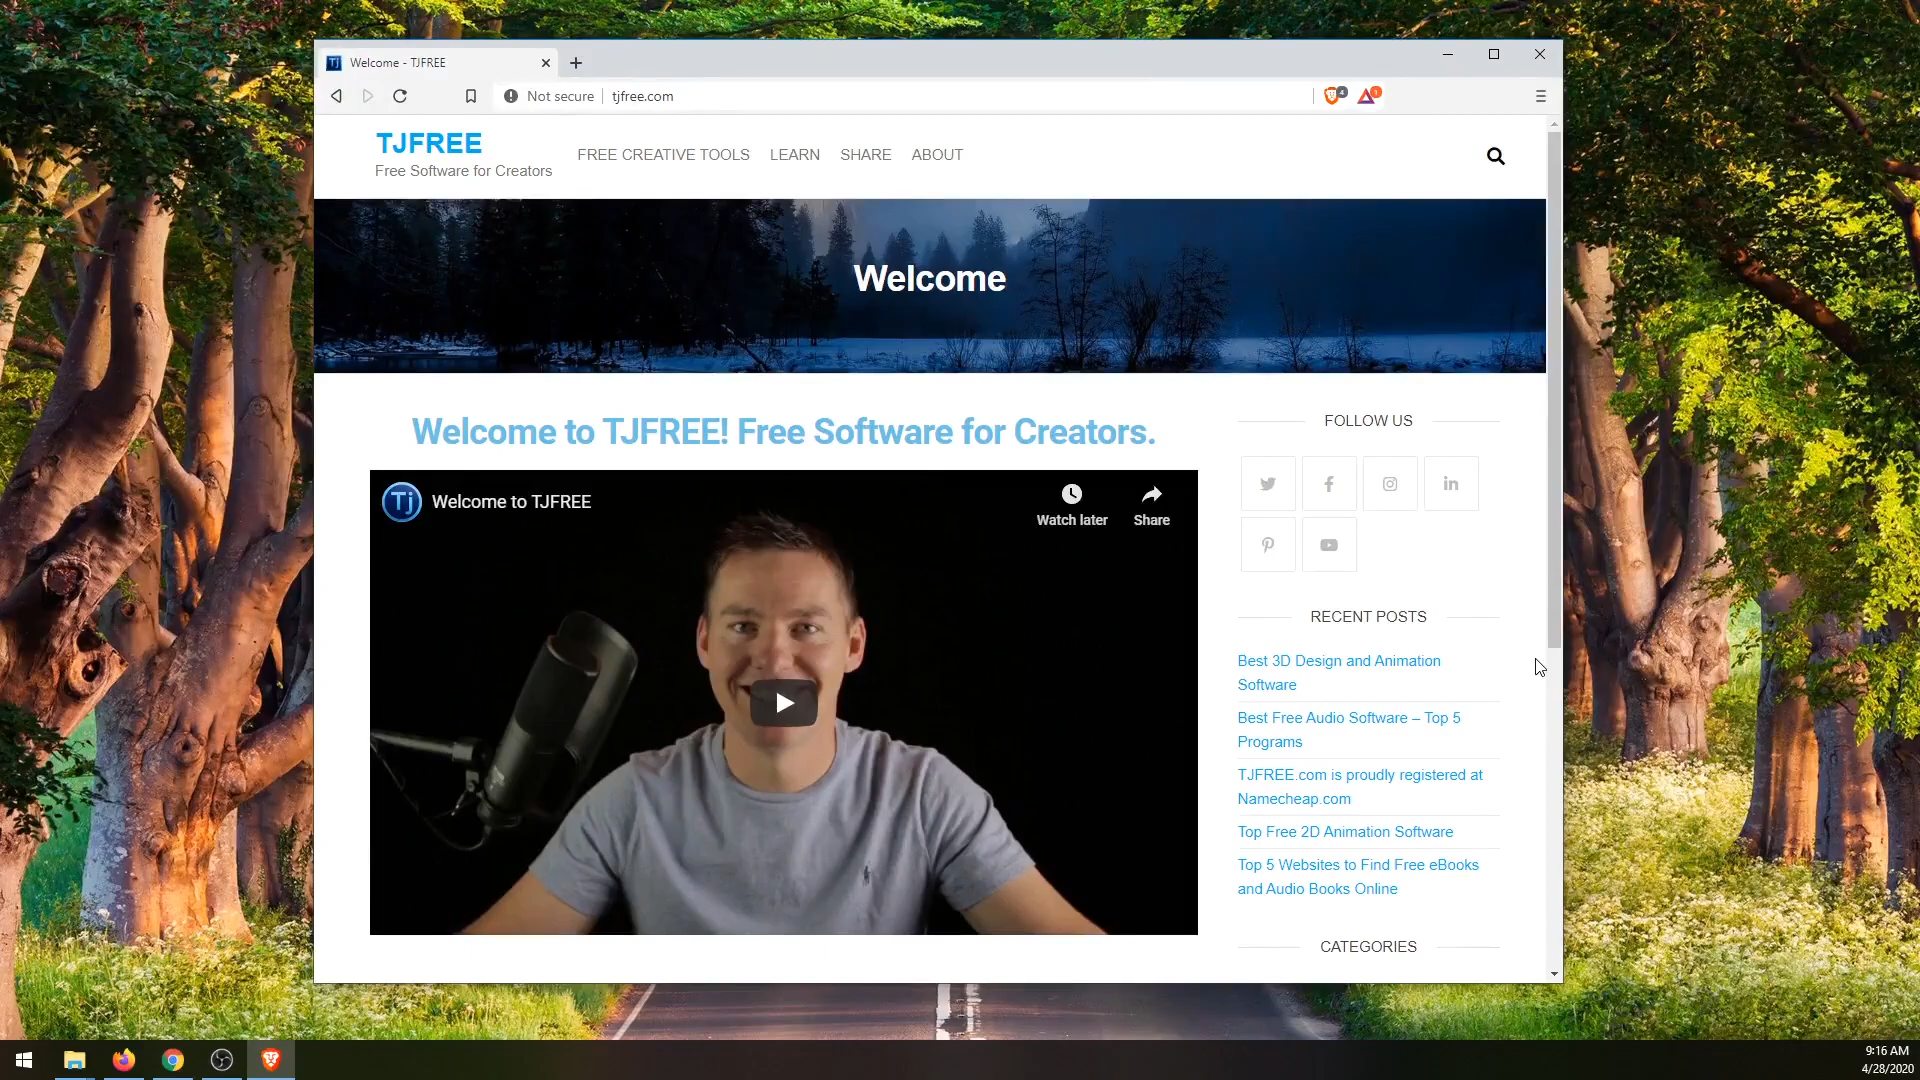 Welcome - TJFREE
Not secure
tjfree.com
4
1
TJFREE
Free Software for Creators
FREE CREATIVE TOOLS
LEARN
SHARE
ABOUT
Welcome
Welcome to TJFREE! Free Software for Creators.
Tj
Welcome to TJFREE
Watch later
Share
FOLLOW US
RECENT POSTS
Best 3D Design and Animation
Software
Best Free Audio Software – Top 5
Programs
TJFREE.com is proudly registered at
Namecheap.com
Top Free 2D Animation Software
Top 5 Websites to Find Free eBooks
and Audio Books Online
CATEGORIES
9:16 AM
4/28/2020